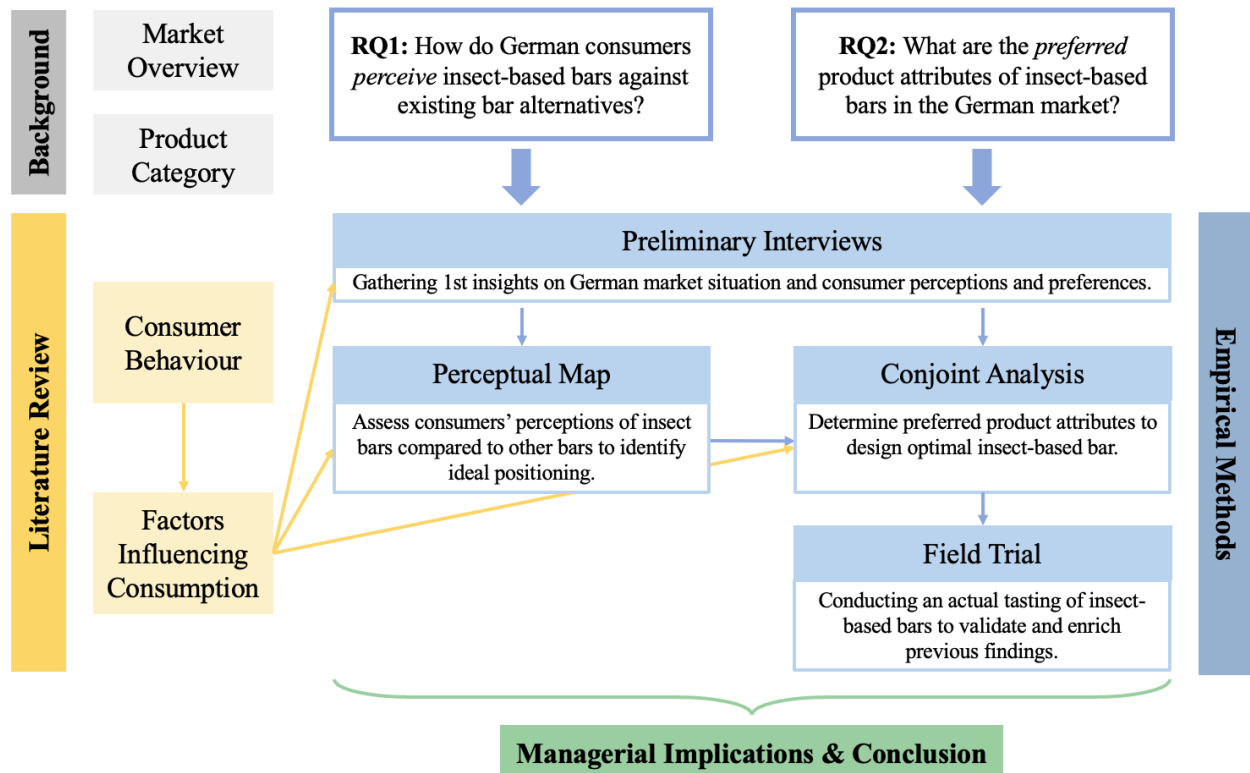 Background
Market
Overview
Product
Category
RQ1: How do German consumers
perceive insect-based bars against
existing bar alternatives?
RQ2: What are the preferred
product attributes of insect-based
bars in the German market?
Literature Review
Consumer
Behaviour
Factors
Influencing
Consumption
Preliminary Interviews
Gathering 1st insights on German market situation and consumer perceptions and preferences.
Perceptual Map
Assess consumers’ perceptions of insect
bars compared to other bars to identify
ideal positioning.
Conjoint Analysis
Determine preferred product attributes to
design optimal insect-based bar.
Field Trial
Conducting an actual tasting of insect-
based bars to validate and enrich
previous findings.
Empirical Methods
Managerial Implications & Conclusion